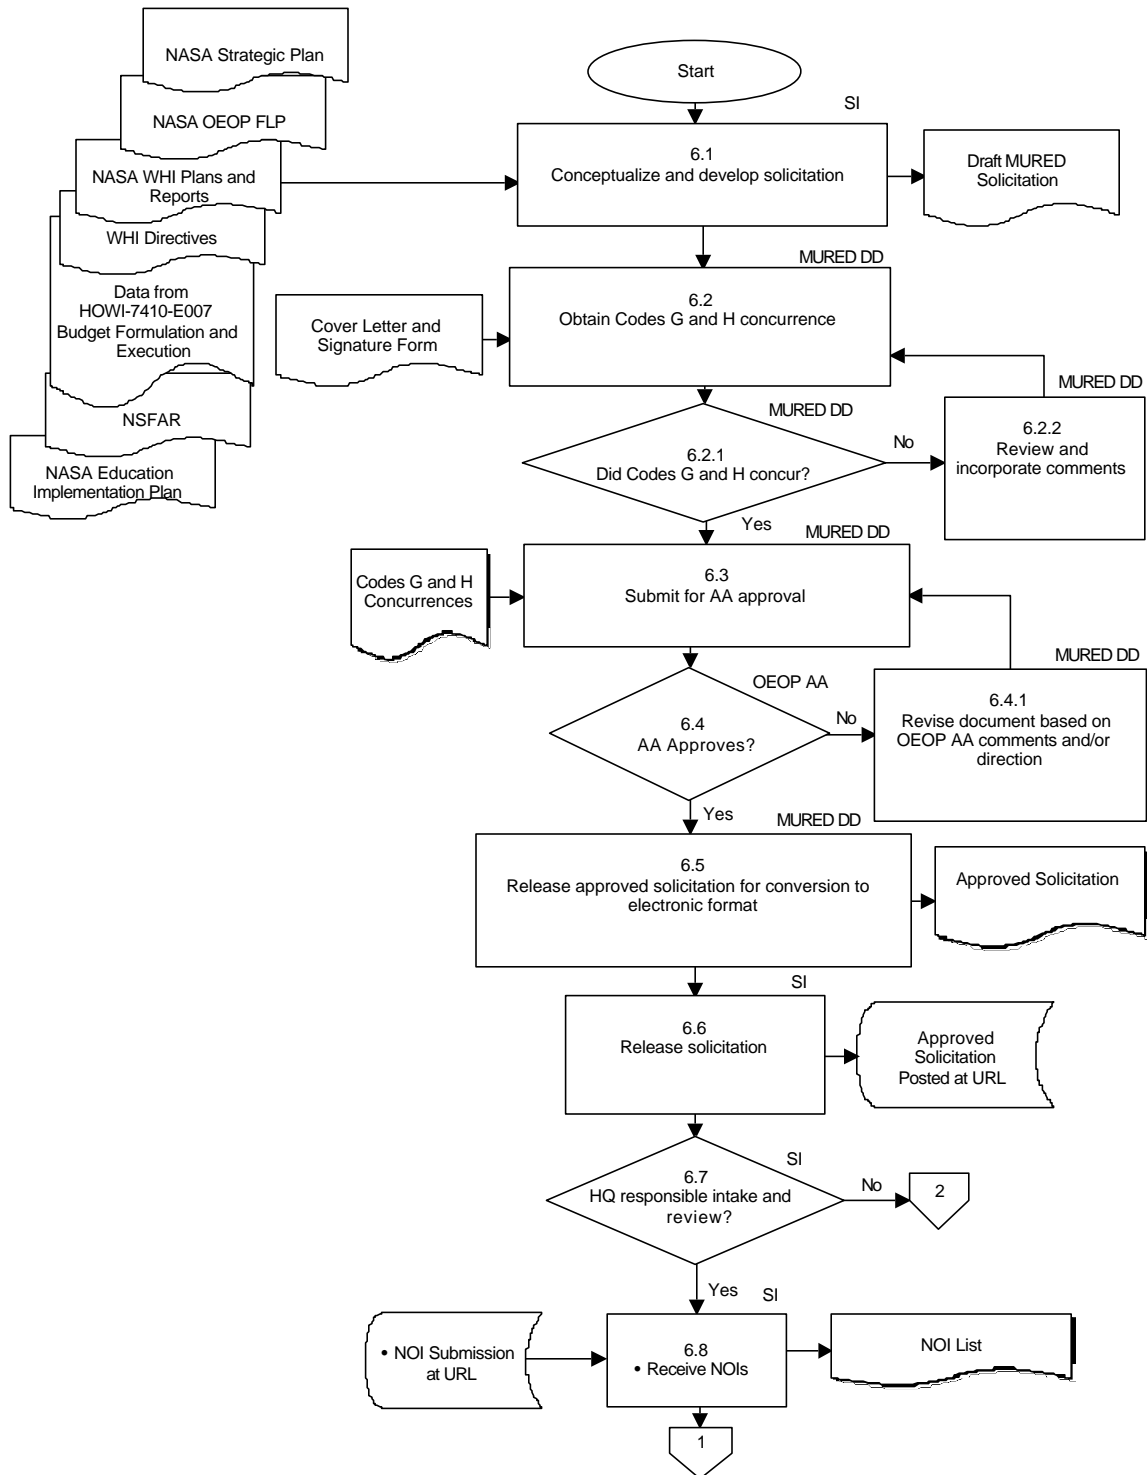 NASA Strategic Plan
NASA OEOP FLP
NASA WHI Plans and
Reports
WHI Directives
Data from
HOWI-7410-E007
Budget Formulation and
Execution
NSFAR
NASA Education
Implementation Plan
Start
SI
6.1
Conceptualize and develop solicitation
Draft MURED
Solicitation
MURED DD
6.2
Obtain Codes G and H concurrence
Cover Letter and
Signature Form
MURED DD
6.2.1
Did Codes G and H concur?
No
MURED DD
6.2.2
Review and
incorporate comments
Yes
MURED DD
6.3
Submit for AA approval
Codes G and H
Concurrences
OEOP AA
6.4
AA Approves?
No
MURED DD
6.4.1
Revise document based on
OEOP AA comments and/or
direction
Yes
MURED DD
6.5
Release approved solicitation for conversion to
electronic format
Approved Solicitation
SI
6.6
Release solicitation
Approved
Solicitation
Posted at URL
SI
6.7
HQ responsible intake and
review?
No
2
Yes
SI
• NOI Submission
at URL
6.8
• Receive NOIs
NOI List
1